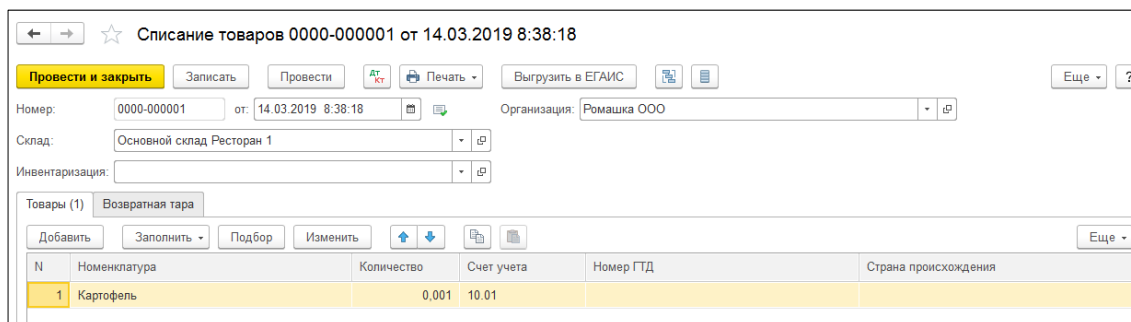 Списание товаров 0000-000001 от 14.03.2019 8:38:18
Провести и закрыть Записать Провести Дт Кт Печать Выгрузить в ЕГАИС Еще ?
Номер: 0000-000001 от: 14.03.2019 8:38:18 Организация: Ромашка ООО
Склад: Основной склад Ресторан 1
Инвентаризация:
Товары (1) Возвратная тара
Добавить Заполнить Подбор Изменить Еще
N Номенклатура Количество Счет учета Номер ГТД Страна происхождения
1 Картофель 0,001 10.01